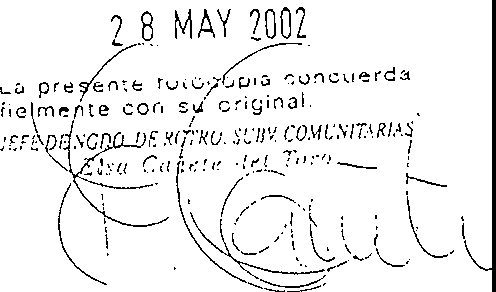 2 8 MAY 2002
La presente fotocopia concuerda
fielmente con su original.
JEFE DE NGDO. DE RGTRO. SUBV. COMUNITARIAS
Elsa Cañete del Toro